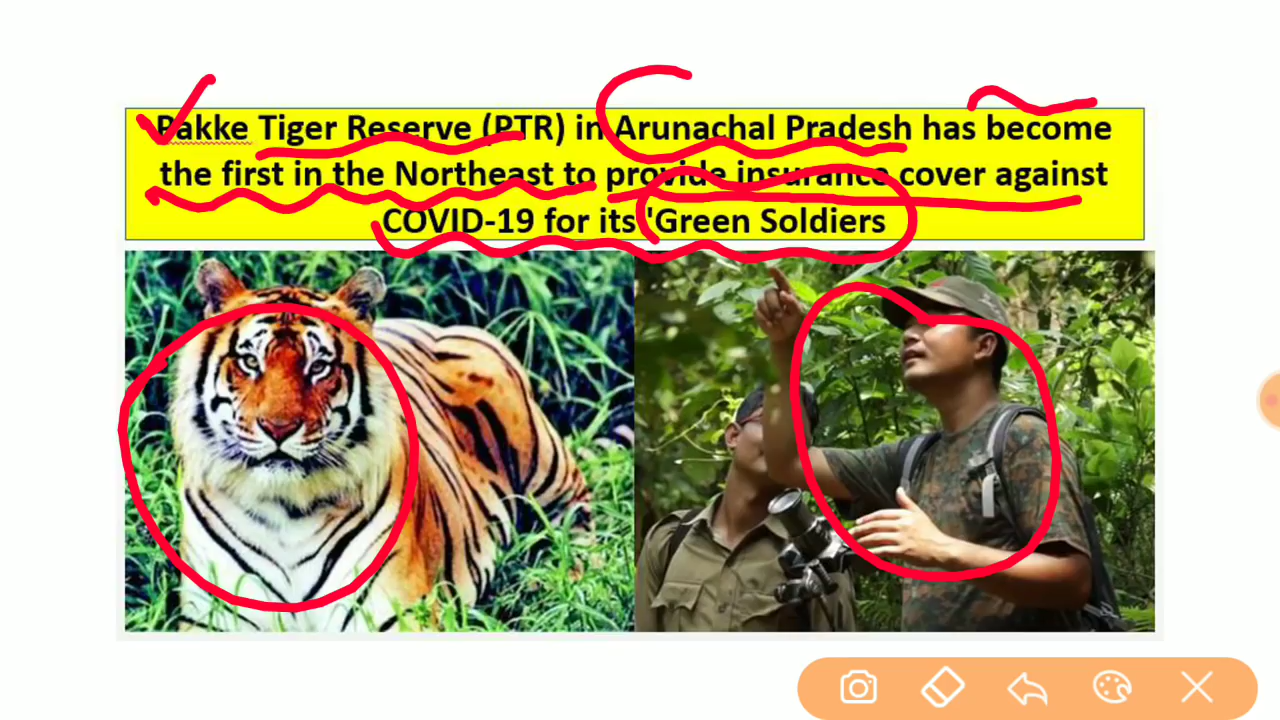 Pakke Tiger Reserve (PTR) in Arunachal Pradesh has become
the first in the Northeast to provide insurance cover against
COVID-19 for its 'Green Soldiers